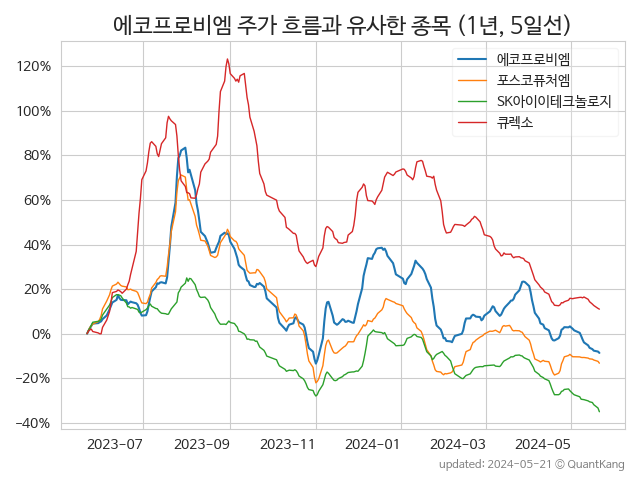 에코프로비엠 주가 흐름과 유사한 종목 (1년, 5일선)
에코프로비엠
포스코퓨처엠
SK아이이테크놀로지
큐렉소
120%
100%
80%
60%
40%
20%
0%
−20%
−40%
2023-07
2023-09
2023-11
2024-01
2024-03
2024-05
updated: 2024-05-21 © QuantKang